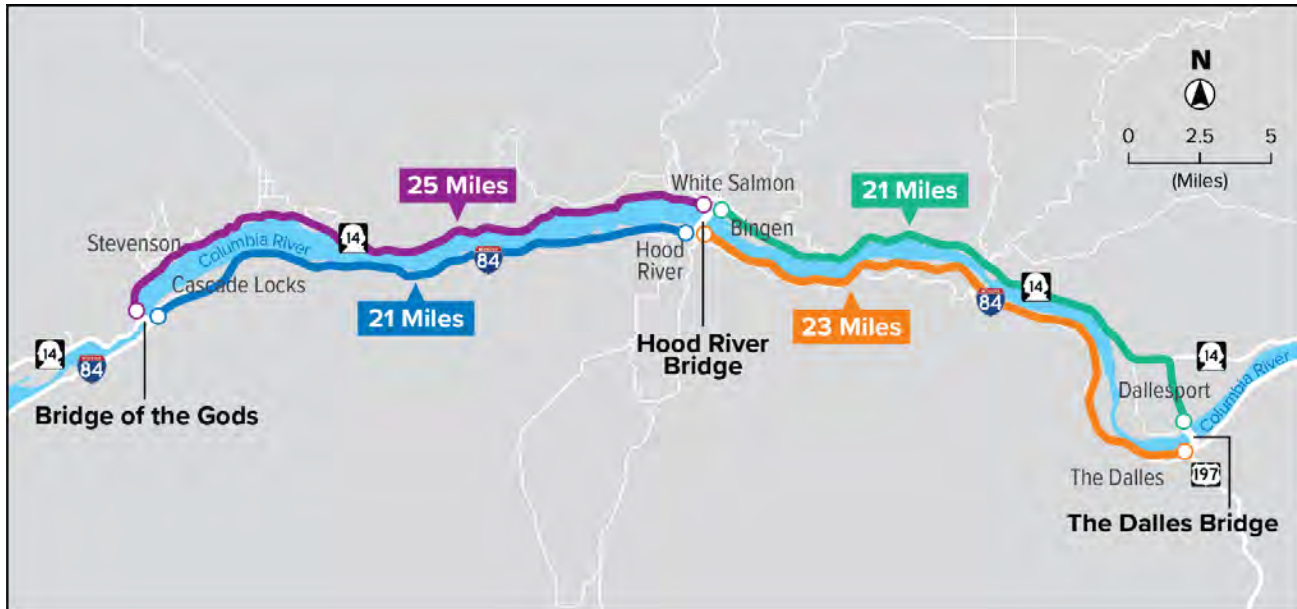 N
0 2.5 5
(Miles)
25 Miles
21 Miles
White Salmon
Bingen
Stevenson
14
Columbia River
84
Hood
River
Cascade Locks
14
84
21 Miles
23 Miles
Hood River
Bridge
14
84
Bridge of the Gods
14
Dallesport
Columbia River
The Dalles
197
The Dalles Bridge